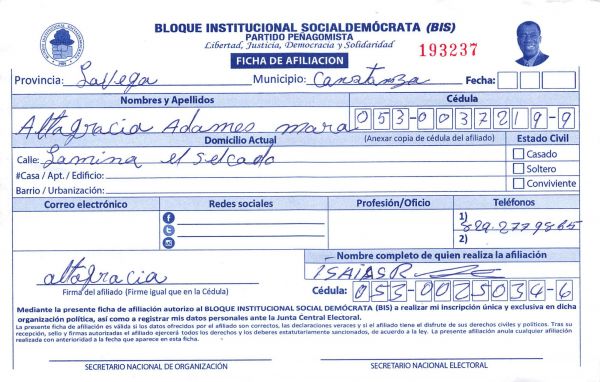 BLOQUE INSTITUCIONAL SOCIALDEMÓCRATA (BIS)
PARTIDO PEÑAGOMISTA
Libertad, Justicia, Democracia y Solidaridad
193237
FICHA DE AFILIACION
Provincia: La Vega Municipio: Constanza Fecha:
Nombres y Apellidos Cédula
Altagracia Adames mara 053-0037219-9
Domicilio Actual (Anexar copia de cédula del afiliado) Estado Civil
Calle: Lamina el Selcado Casado
#Casa / Apt. / Edificio: Soltero
Barrio / Urbanización: Conviviente
Correo electrónico Redes sociales Profesión/Oficio Teléfonos
1) 829-2779865
2)
Nombre completo de quien realiza la afiliación
altagracia ISAIAS R
Firma del afiliado (Firme igual que en la Cédula) Cédula: 053-0025034-6
Mediante la presente ficha de afiliación autorizo al BLOQUE INSTITUCIONAL SOCIAL DEMÓCRATA (BIS) a realizar mi inscripción única y exclusiva en dicha
organización política, así como a registrar mis datos personales ante la Junta Central Electoral.
La presente ficha de afiliación es válida si los datos ofrecidos por el afiliado son correctos, las declaraciones veraces y si el afiliado tiene el disfrute de sus derechos civiles y políticos. Tras su
recepción, sello y firmas autorizadas el afiliado ejercerá todos los derechos y los deberes estatutariamente sancionados, de acuerdo a la ley. La presente afiliación anula cualquier afiliación
realizada con anterioridad a la fecha que aparece en esta ficha.
SECRETARIO NACIONAL DE ORGANIZACIÓN SECRETARIO NACIONAL ELECTORAL